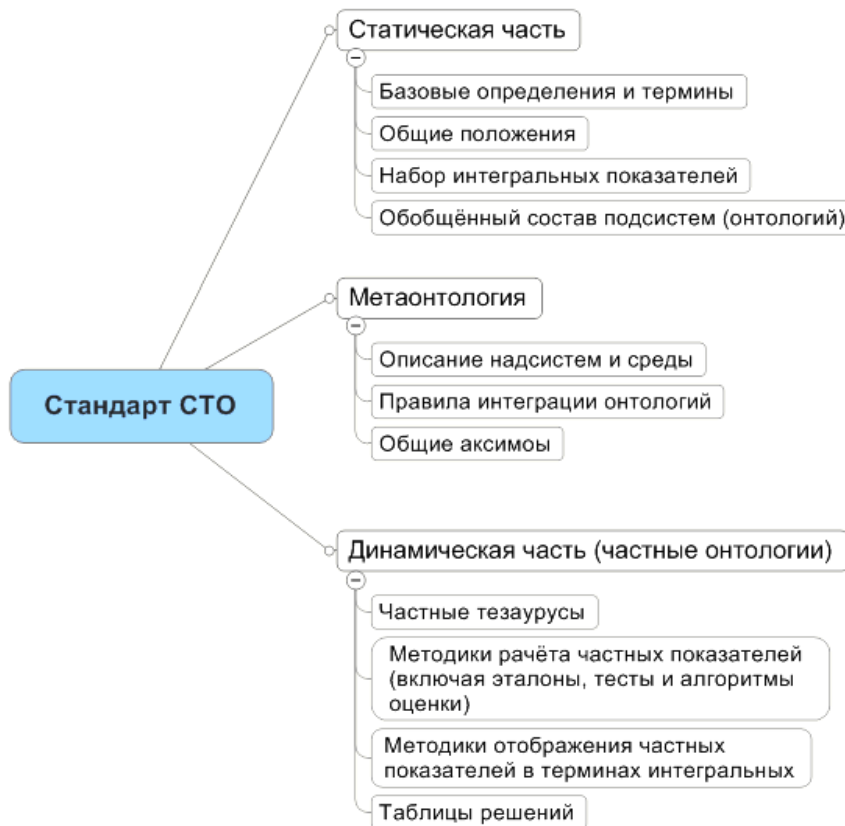 Статическая часть
Базовые определения и термины
Общие положения
Набор интегральных показателей
Обобщённый состав подсистем (онтологий)
Метаонтология
Описание надсистем и среды
Стандарт СТО
Правила интеграции онтологий
Общие аксимоы
Динамическая часть (частные онтологии)
Частные тезаурусы
Методики рачёта частных показателей
(включая эталоны, тесты и алгоритмы
оценки)
Методики отображения частных
показателей в терминах интегральных
Таблицы решений